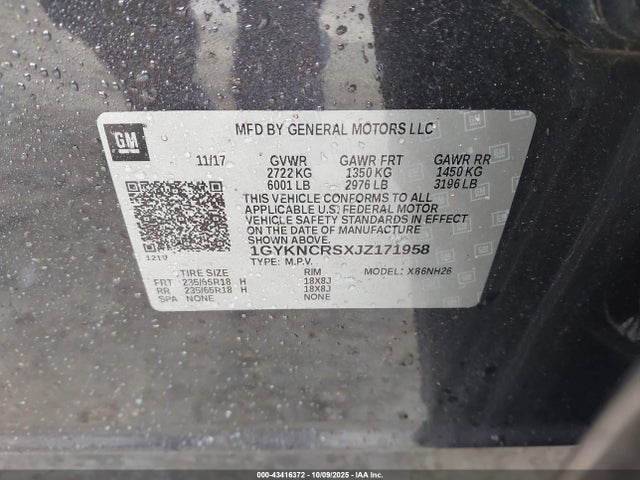 GM
MFD BY GENERAL MOTORS LLC
11/17 GVWR GAWR FRT GAWR RR
2722 KG 1350 KG 1450 KG
6001 LB 2976 LB 3196 LB
THIS VEHICLE CONFORMS TO ALL
APPLICABLE U.S. FEDERAL MOTOR
VEHICLE SAFETY STANDARDS IN EFFECT
ON THE DATE OF MANUFACTURE
SHOWN ABOVE.
1GYKNCRSXJZ171958
TYPE: M.P.V. MODEL: X86NH26
TIRE SIZE RIM
FRT 235/65R18 H 18X8J
RR 235/65R18 H 18X8J
SPA NONE NONE
000-43416372 - 10/09/2025 - IAA, Inc.